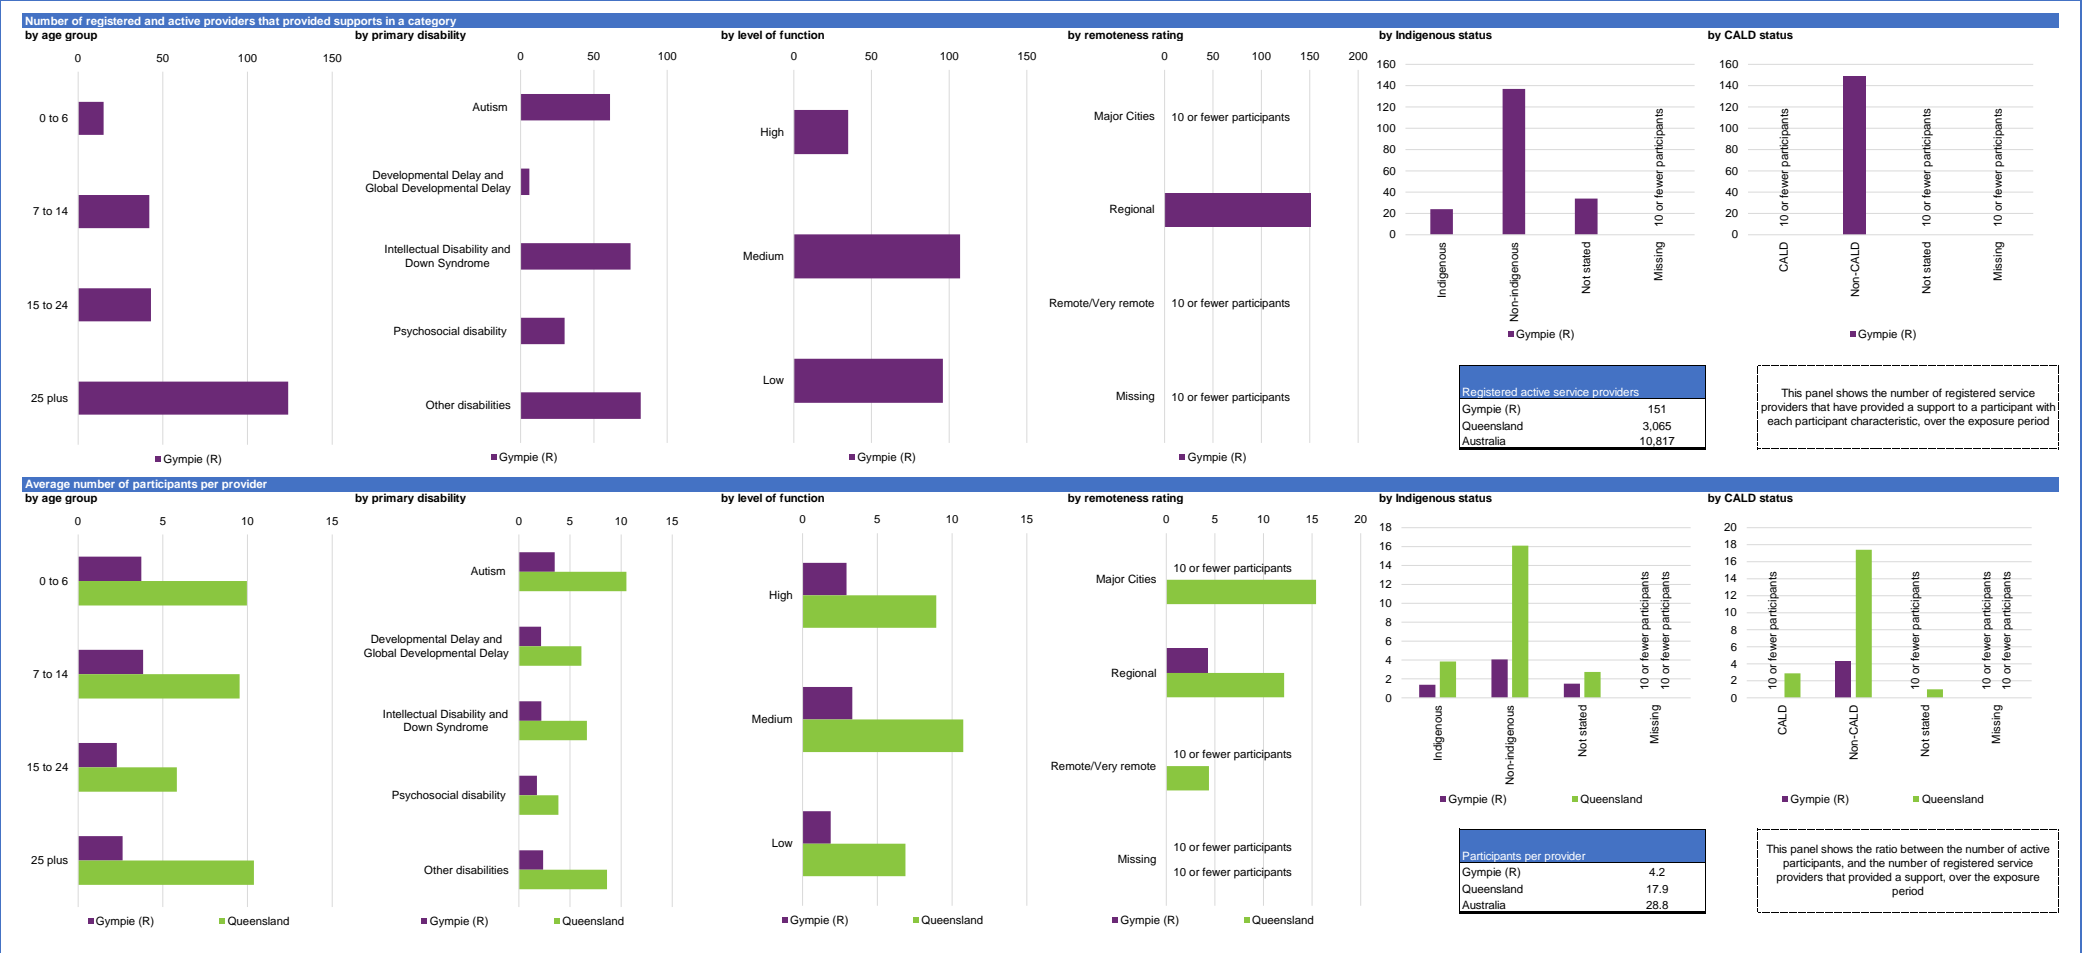 Number of registered and active providers that provided supports in a category
by age group
0 50 100 150
0 to 6
7 to 14
15 to 24
25 plus
Gympie (R)
by primary disability
0 50 100
Autism
Developmental Delay and
Global Developmental Delay
Intellectual Disability and
Down Syndrome
Psychosocial disability
Other disabilities
Gympie (R)
by level of function
0 50 100 150
High
Medium
Low
Gympie (R)
by remoteness rating
0 50 100 150 200
Major Cities 10 or fewer participants
Regional
Remote/Very remote 10 or fewer participants
Missing 10 or fewer participants
Gympie (R)
by Indigenous status
160
140
120
100
80
60
40
20
0
10 or fewer participants
Indigenous
Non-indigenous
Not stated
Missing
Gympie (R)
by CALD status
160
140
120
100
80
60
40
20
0
10 or fewer participants
10 or fewer participants
10 or fewer participants
CALD
Non-CALD
Not stated
Missing
Gympie (R)
Registered active service providers
Gympie (R) 151
Queensland 3,065
Australia 10,817
This panel shows the number of registered service
providers that have provided a support to a participant with
each participant characteristic, over the exposure period
Average number of participants per provider
by age group
0 5 10 15
0 to 6
7 to 14
15 to 24
25 plus
Gympie (R) Queensland
by primary disability
0 5 10 15
Autism
Developmental Delay and
Global Developmental Delay
Intellectual Disability and
Down Syndrome
Psychosocial disability
Other disabilities
Gympie (R) Queensland
by level of function
0 5 10 15
High
Medium
Low
Gympie (R) Queensland
by remoteness rating
0 5 10 15 20
10 or fewer participants
Major Cities
Regional
10 or fewer participants
Remote/Very remote
10 or fewer participants
Missing
10 or fewer participants
Gympie (R) Queensland
by Indigenous status
18
16
14
12
10
8
6
4
2
0
10 or fewer participants
10 or fewer participants
Indigenous
Non-indigenous
Not stated
Missing
Gympie (R) Queensland
by CALD status
20
18
16
14
12
10
8
6
4
2
0
10 or fewer participants
10 or fewer participants
10 or fewer participants
10 or fewer participants
CALD
Non-CALD
Not stated
Missing
Gympie (R) Queensland
Participants per provider
Gympie (R) 4.2
Queensland 17.9
Australia 28.8
This panel shows the ratio between the number of active
participants, and the number of registered service
providers that provided a support, over the exposure
period